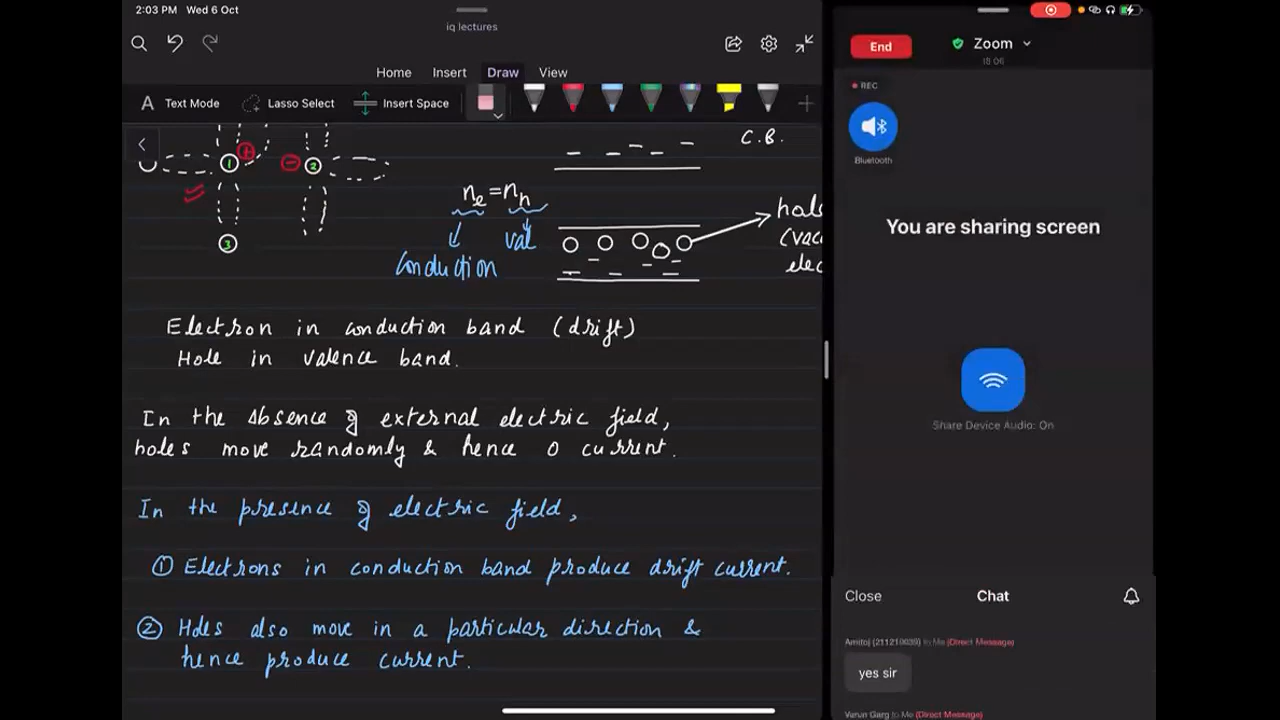 2:03 PM Wed 6 Oct
iq lectures
Home Insert Draw View
A Text Mode Lasso Select Insert Space
C.B.
1 + - 2
ne = nh
hole
Conduction val
3
Electron in conduction band (drift)
Hole in valence band.
In the absence of external electric field,
holes move randomly & hence 0 current.
In the presence of electric field,
① Electrons in conduction band produce drift current.
② Holes also move in a particular direction &
hence produce current.
End
Zoom
18:06
REC
Bluetooth
You are sharing screen
Share Device Audio: On
Close Chat
to Me (Direct Message)
yes sir
Varun Garg to Me (Direct Message)